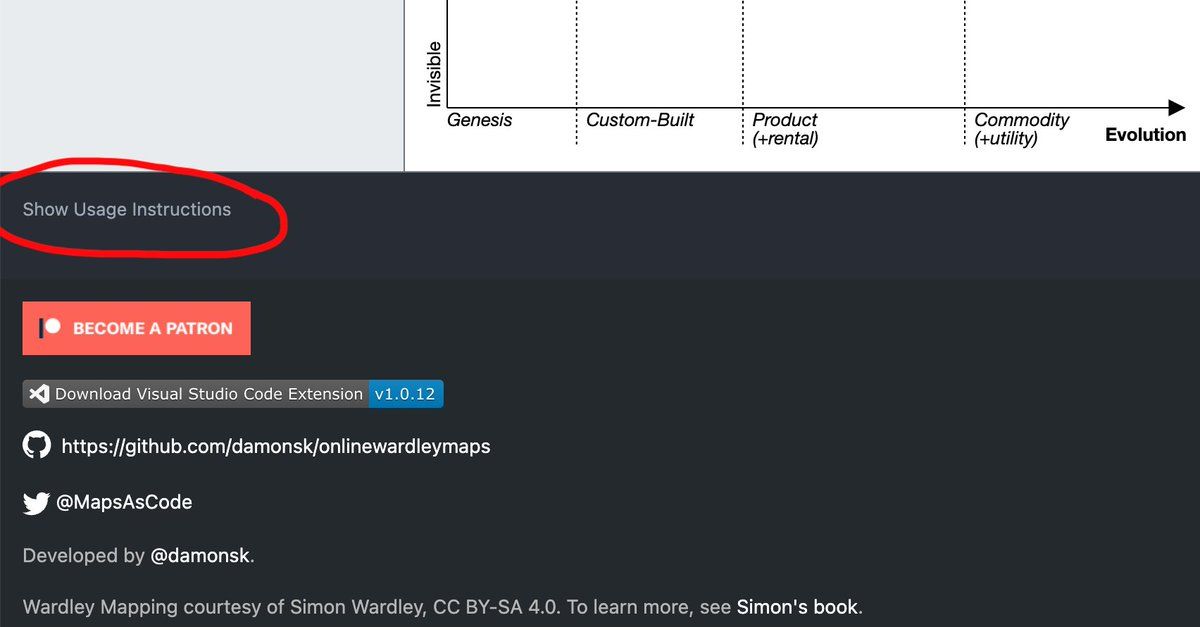 Invisible
Genesis
Custom-Built
Product
(+rental)
Commodity
(+utility)
Evolution
Show Usage Instructions
BECOME A PATRON
Download Visual Studio Code Extension v1.0.12
https://github.com/damonsk/onlinewardleymaps
@MapsAsCode
Developed by @damonsk.
Wardley Mapping courtesy of Simon Wardley, CC BY-SA 4.0. To learn more, see Simon's book.